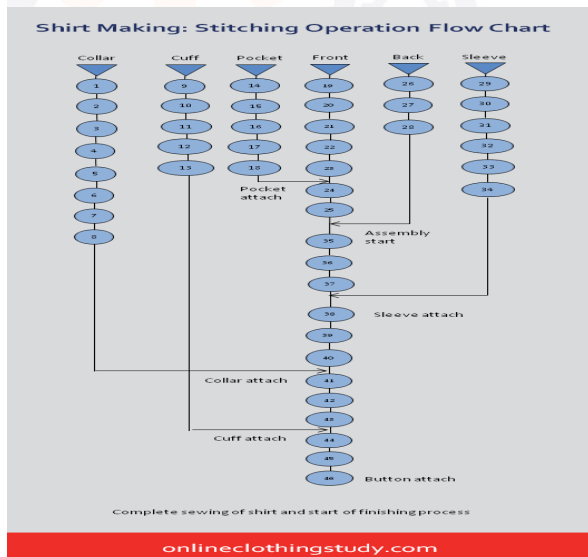 Shirt Making: Stitching Operation Flow Chart
Collar Cuff Pocket Front Back Sleeve
1 9 14 19 26 29
2 10 15 20 27 30
3 11 16 21 28 31
4 12 17 22 32
5 13 18 23 33
6 24 34
Pocket
attach
7 25
8
Assembly
start
35
36
37
38 Sleeve attach
39
40
Collar attach 41
42
43
Cuff attach 44
45
46 Button attach
Complete sewing of shirt and start of finishing process
onlineclothingstudy.com